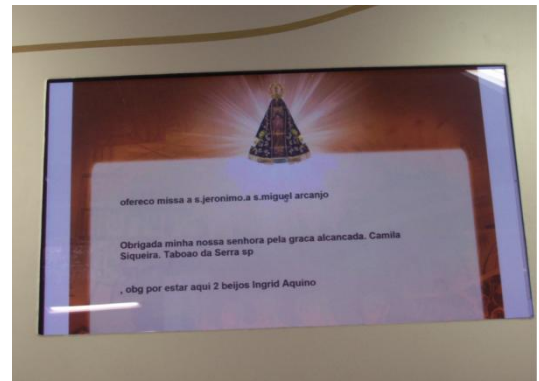 ofereco missa a s.jeronimo.a s.miguel arcanjo
Obrigada minha nossa senhora pela graca alcancada. Camila
Siqueira. Taboao da Serra sp
, obg por estar aqui 2 beijos Ingrid Aquino